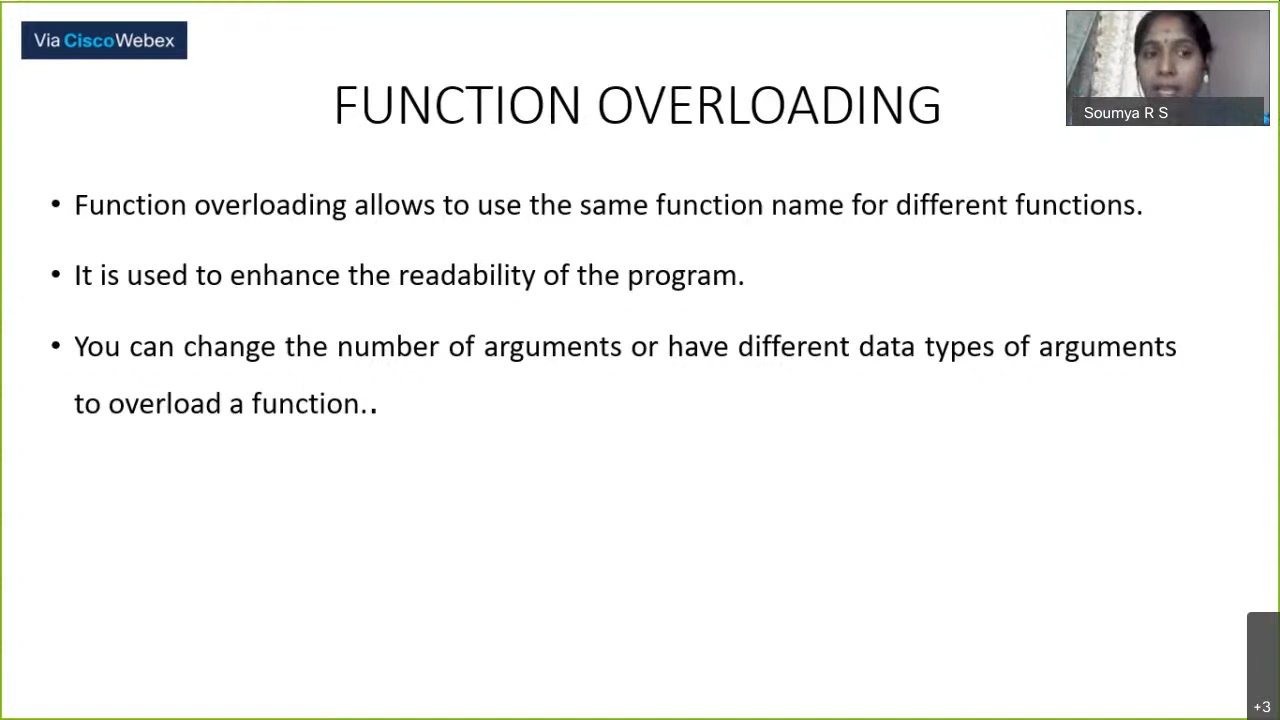 Via CiscoWebex
Soumya R S
FUNCTION OVERLOADING
• Function overloading allows to use the same function name for different functions.
• It is used to enhance the readability of the program.
• You can change the number of arguments or have different data types of arguments
to overload a function..
+3